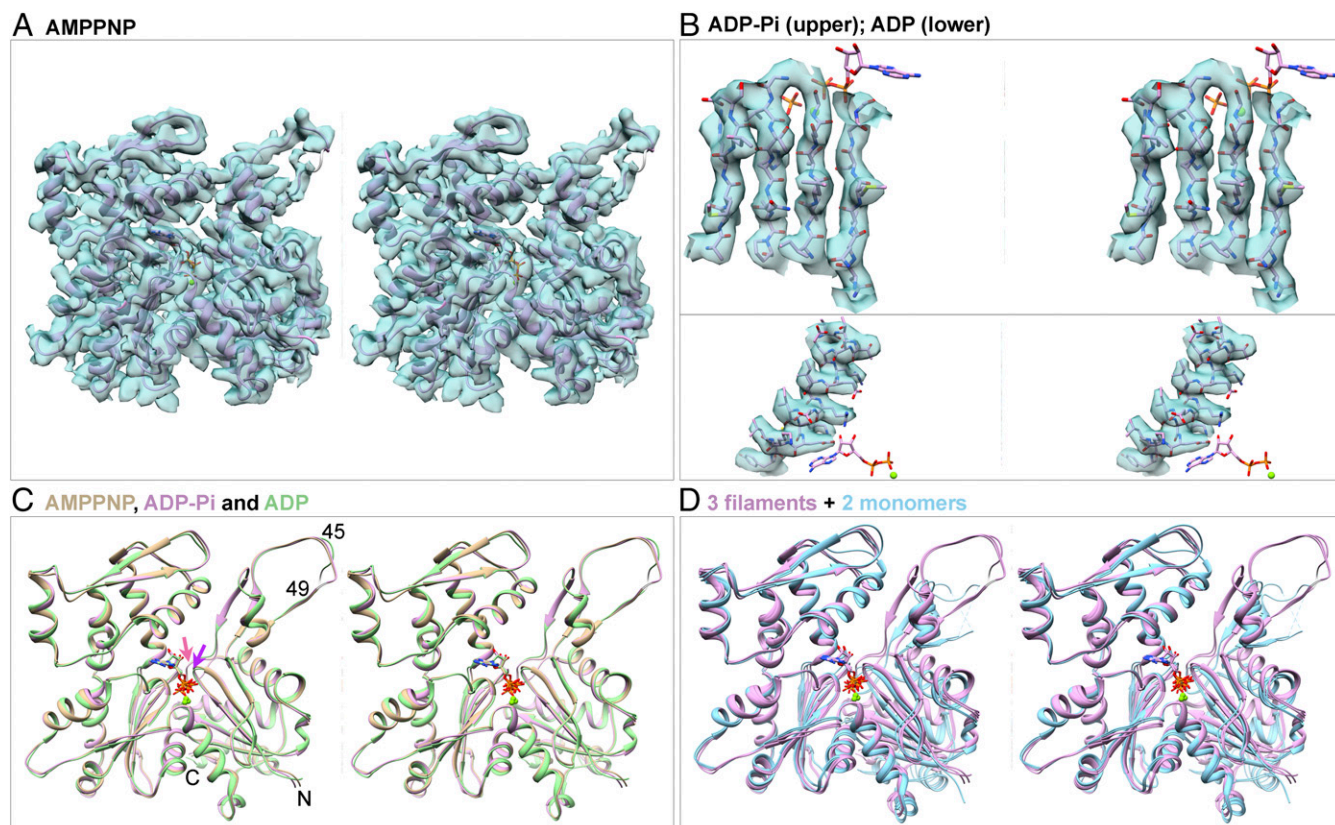 A AMPPNP
B ADP-Pi (upper); ADP (lower)
C AMPPNP, ADP-Pi and ADP
45
49
C
N
D 3 filaments + 2 monomers